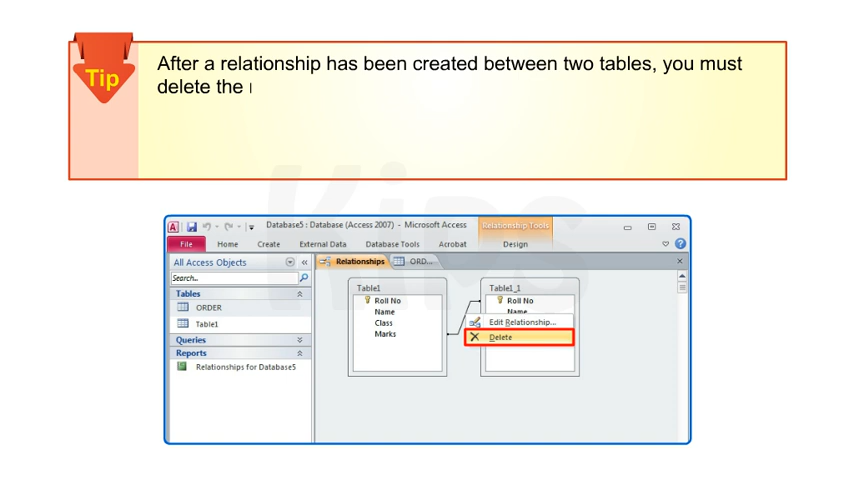 After a relationship has been created between two tables, you must
Tip
delete the
Kips
Database5 : Database (Access 2007) - Microsoft Access
Relationship Tools
File Home Create External Data Database Tools Acrobat Design
All Access Objects
Relationships
ORD...
Search..
Tables
ORDER
Table1
Queries
Reports
Relationships for Database5
Table1
Roll No
Name
Class
Marks
Table1_1
Roll No
Name
Edit Relationship...
Delete